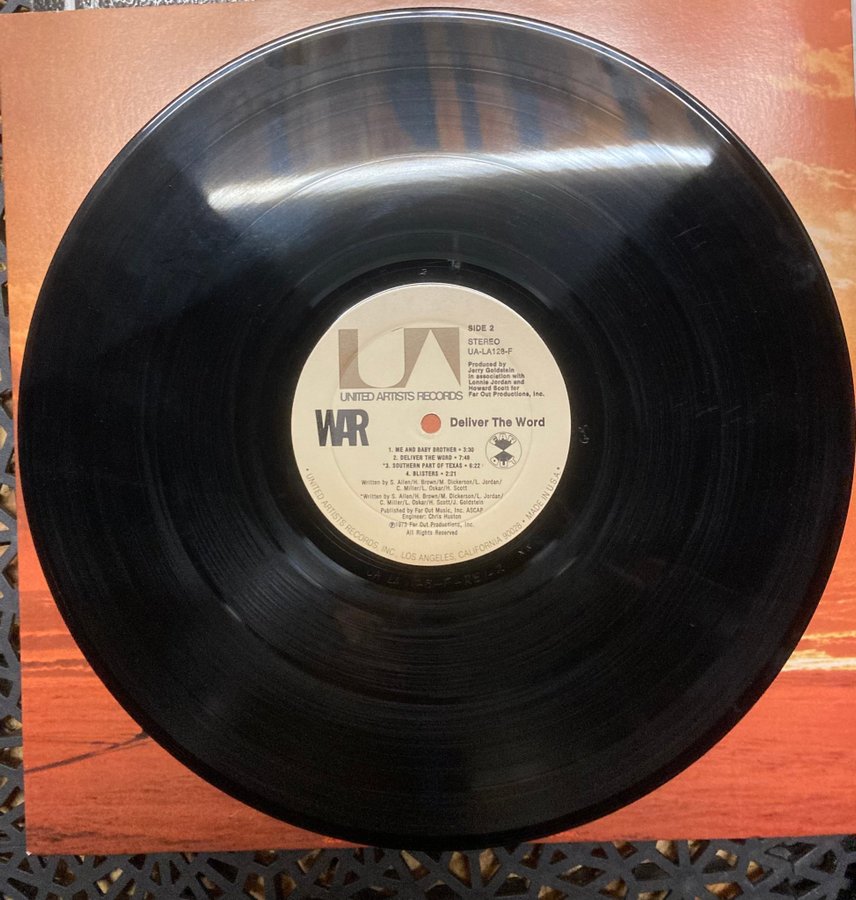 SIDE 2
STEREO
UA-LA128-F
UA
UNITED ARTISTS RECORDS
Produced by
Jerry Goldstein
in association with
Lonnie Jordan and
Howard Scott for
Far Out Productions, Inc.
WAR
Deliver The Word
FAR OUT
1. ME AND BABY BROTHER • 3:30
2. DELIVER THE WORD • 7:48
*3. SOUTHERN PART OF TEXAS • 6:22
4. BLISTERS • 2:21
Written by S. Allen/H. Brown/M. Dickerson/L. Jordan/
C. Miller/L. Oskar/H. Scott
*Written by S. Allen/H. Brown/M. Dickerson/L. Jordan/
C. Miller/L. Oskar/H. Scott/J. Goldstein
Published by Far Out Music, Inc. ASCAP
Engineer: Chris Huston
℗1973 Far Out Productions, Inc.
All Rights Reserved
• UNITED ARTISTS RECORDS, INC., LOS ANGELES, CALIFORNIA 90028 • MADE IN U.S.A. •